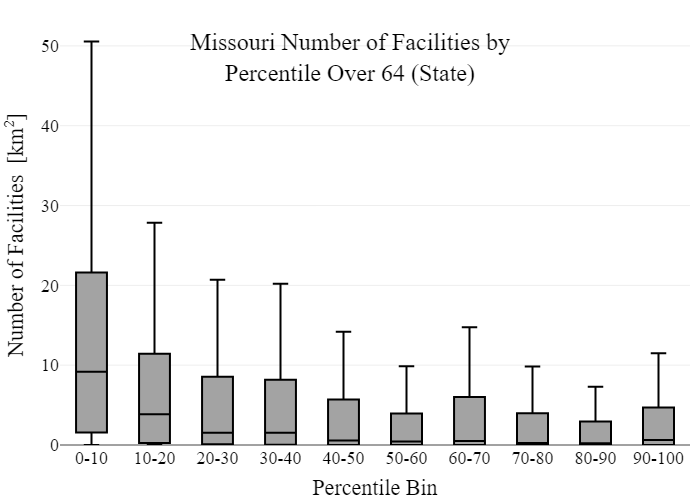 Missouri Number of Facilities by
Percentile Over 64 (State)
Number of Facilities [km²]
50
40
30
20
10
0
0-10 10-20 20-30 30-40 40-50 50-60 60-70 70-80 80-90 90-100
Percentile Bin